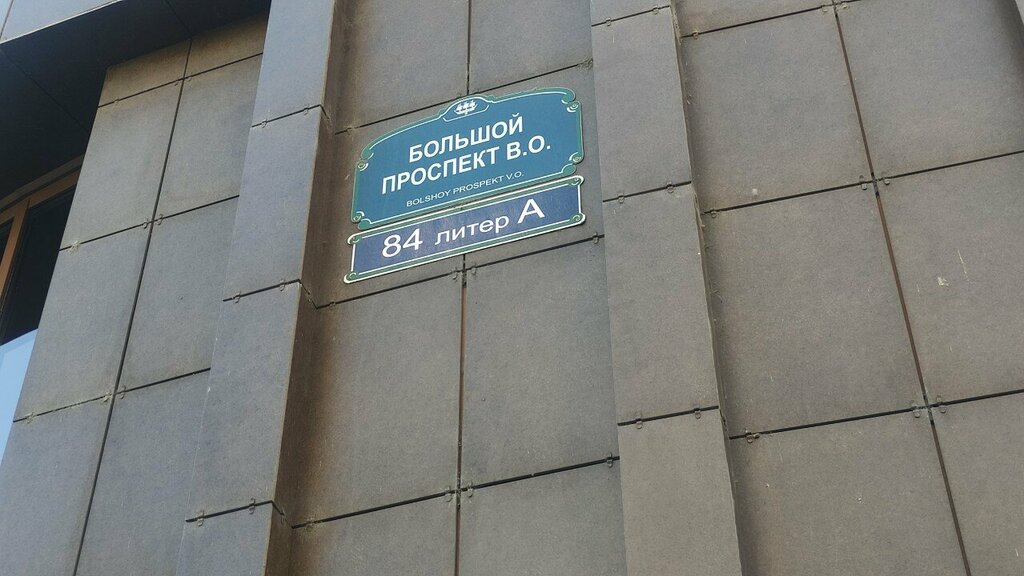 БОЛЬШОЙ
ПРОСПЕКТ В.О.
BOLSHOY PROSPEKT V.O.
84 литер А